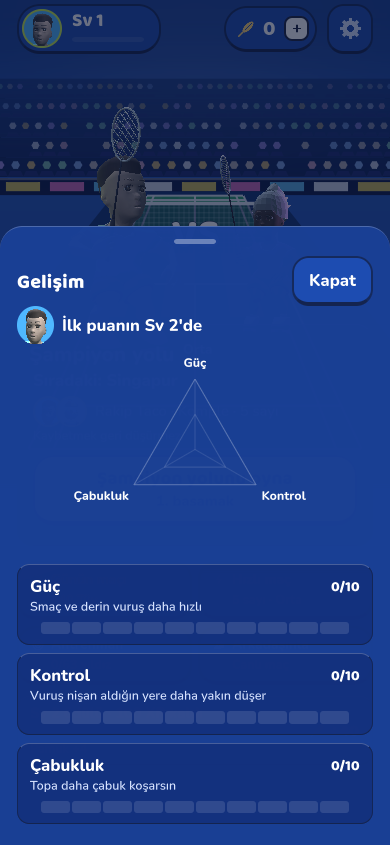 Sv 1
0
+
Gelişim
Kapat
İlk puanın Sv 2'de
Güç
Çabukluk
Kontrol
Güç
0/10
Smaç ve derin vuruş daha hızlı
Kontrol
0/10
Vuruş nişan aldığın yere daha yakın düşer
Çabukluk
0/10
Topa daha çabuk koşarsın